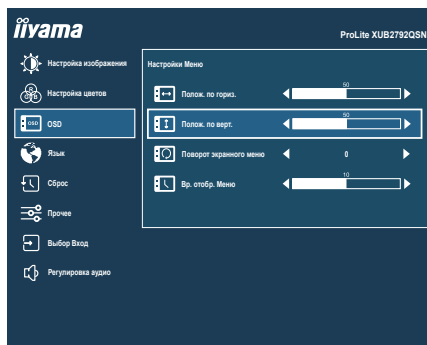 iiyama
ProLite XUB2792QSN
Настройка изображения
Настройки Меню
50
Полож. по гориз.
Настройка цветов
R
G B
50
OSD OSD
Полож. по верт.
Язык
Поворот экранного меню 0
10
Сброс
Вр. отобр. Меню
Прочее
Выбор Вход
Регулировка аудио